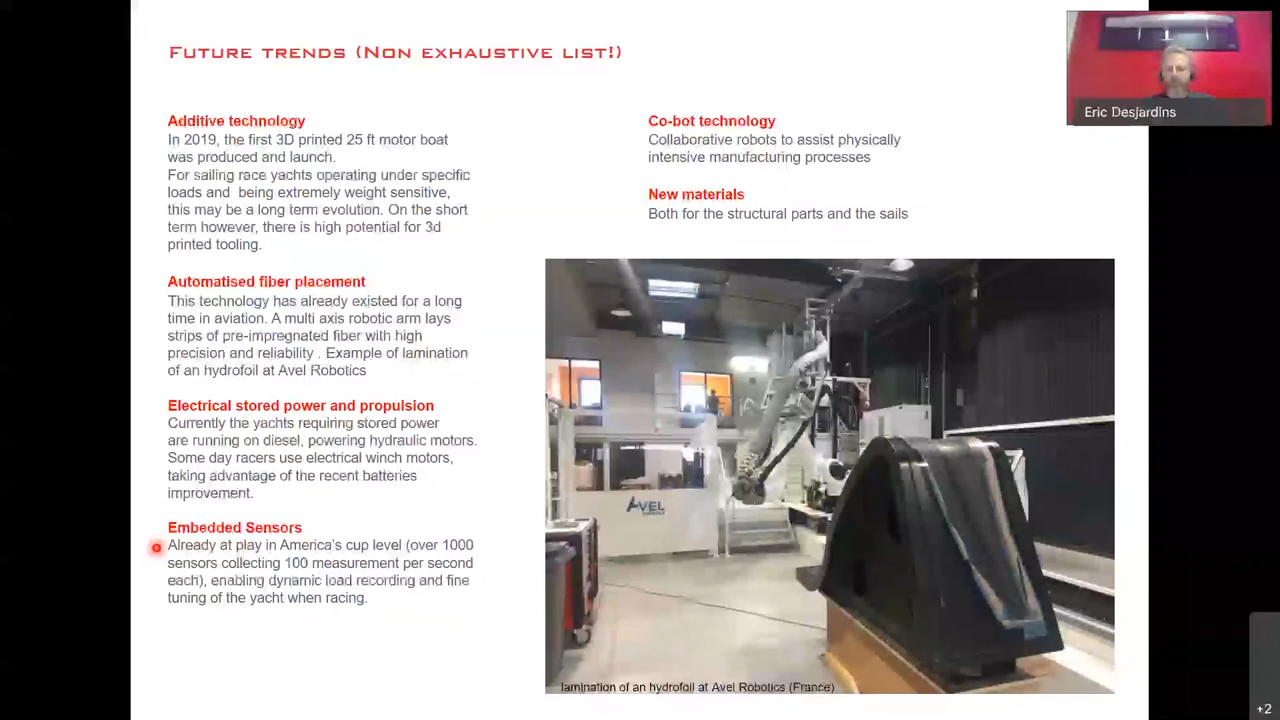 Future trends (Non exhaustive list!)
Additive technology
In 2019, the first 3D printed 25 ft motor boat
was produced and launch.
For sailing race yachts operating under specific
loads and being extremely weight sensitive,
this may be a long term evolution. On the short
term however, there is high potential for 3d
printed tooling.
Automatised fiber placement
This technology has already existed for a long
time in aviation. A multi axis robotic arm lays
strips of pre-impregnated fiber with high
precision and reliability . Example of lamination
of an hydrofoil at Avel Robotics
Electrical stored power and propulsion
Currently the yachts requiring stored power
are running on diesel, powering hydraulic motors.
Some day racers use electrical winch motors,
taking advantage of the recent batteries
improvement.
Embedded Sensors
Already at play in America's cup level (over 1000
sensors collecting 100 measurement per second
each), enabling dynamic load recording and fine
tuning of the yacht when racing.
Co-bot technology
Collaborative robots to assist physically
intensive manufacturing processes
New materials
Both for the structural parts and the sails
AVEL
lamination of an hydrofoil at Avel Robotics (France)
Eric Desjardins
+2